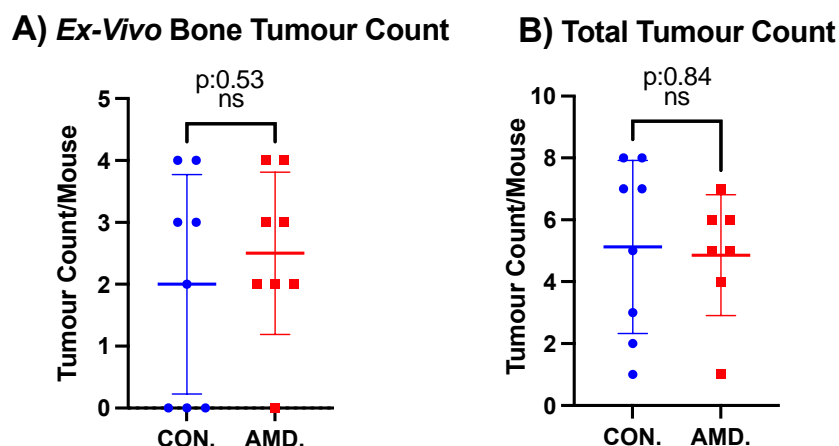 A) Ex-Vivo Bone Tumour Count
p:0.53
ns
Tumour Count/Mouse
5
4
3
2
1
0
CON. AMD.
B) Total Tumour Count
p:0.84
ns
Tumour Count/Mouse
10
8
6
4
2
0
CON. AMD.